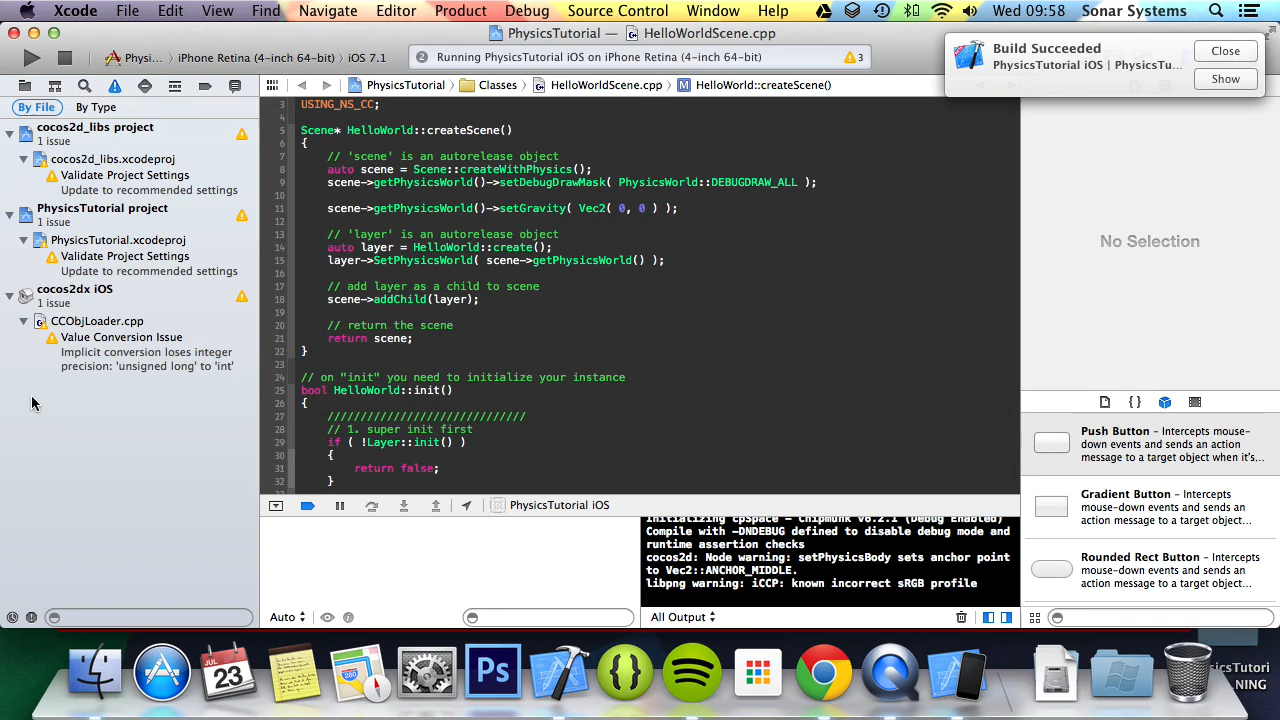 Xcode File Edit View Find Navigate Editor Product Debug Source Control Window Help Wed 09:58 Sonar Systems
PhysicsTutorial — HelloWorldScene.cpp
Physi... iPhone Retina (4-inch 64-bit) iOS 7.1
Running PhysicsTutorial iOS on iPhone Retina (4-inch 64-bit) 3
2
Build Succeeded
PhysicsTutorial iOS | PhysicsTu...
Close
Show
PhysicsTutorial Classes HelloWorldScene.cpp M HelloWorld::createScene()
By File By Type
cocos2d_libs project
1 issue
cocos2d_libs.xcodeproj
Validate Project Settings
Update to recommended settings
PhysicsTutorial project
1 issue
PhysicsTutorial.xcodeproj
Validate Project Settings
Update to recommended settings
cocos2dx iOS
1 issue
CCObjLoader.cpp
Value Conversion Issue
Implicit conversion loses integer
precision: 'unsigned long' to 'int'
3 USING_NS_CC;
4
5 Scene* HelloWorld::createScene()
6 {
7 // 'scene' is an autorelease object
8 auto scene = Scene::createWithPhysics();
9 scene->getPhysicsWorld()->setDebugDrawMask( PhysicsWorld::DEBUGDRAW_ALL );
10
11 scene->getPhysicsWorld()->setGravity( Vec2( 0, 0 ) );
12
13 // 'layer' is an autorelease object
14 auto layer = HelloWorld::create();
15 layer->SetPhysicsWorld( scene->getPhysicsWorld() );
16
17 // add layer as a child to scene
18 scene->addChild(layer);
19
20 // return the scene
21 return scene;
22 }
23
24 // on "init" you need to initialize your instance
25 bool HelloWorld::init()
26 {
27 //////////////////////////////
28 // 1. super init first
29 if ( !Layer::init() )
30 {
31 return false;
32 }
No Selection
Push Button – Intercepts mouse-
down events and sends an action
message to a target object when it's...
Gradient Button – Intercepts
mouse-down events and sends an
action message to a target object...
Rounded Rect Button – Intercepts
mouse-down events and sends an
action message to a target object...
PhysicsTutorial iOS
Initializing cpSpace - Chipmunk v6.2.1 (Debug Enabled)
Compile with -DNDEBUG defined to disable debug mode and
runtime assertion checks
cocos2d: Node warning: setPhysicsBody sets anchor point
to Vec2::ANCHOR_MIDDLE.
libpng warning: iCCP: known incorrect sRGB profile
Auto
All Output
JUL
23
Ps
sicsTutori
NING